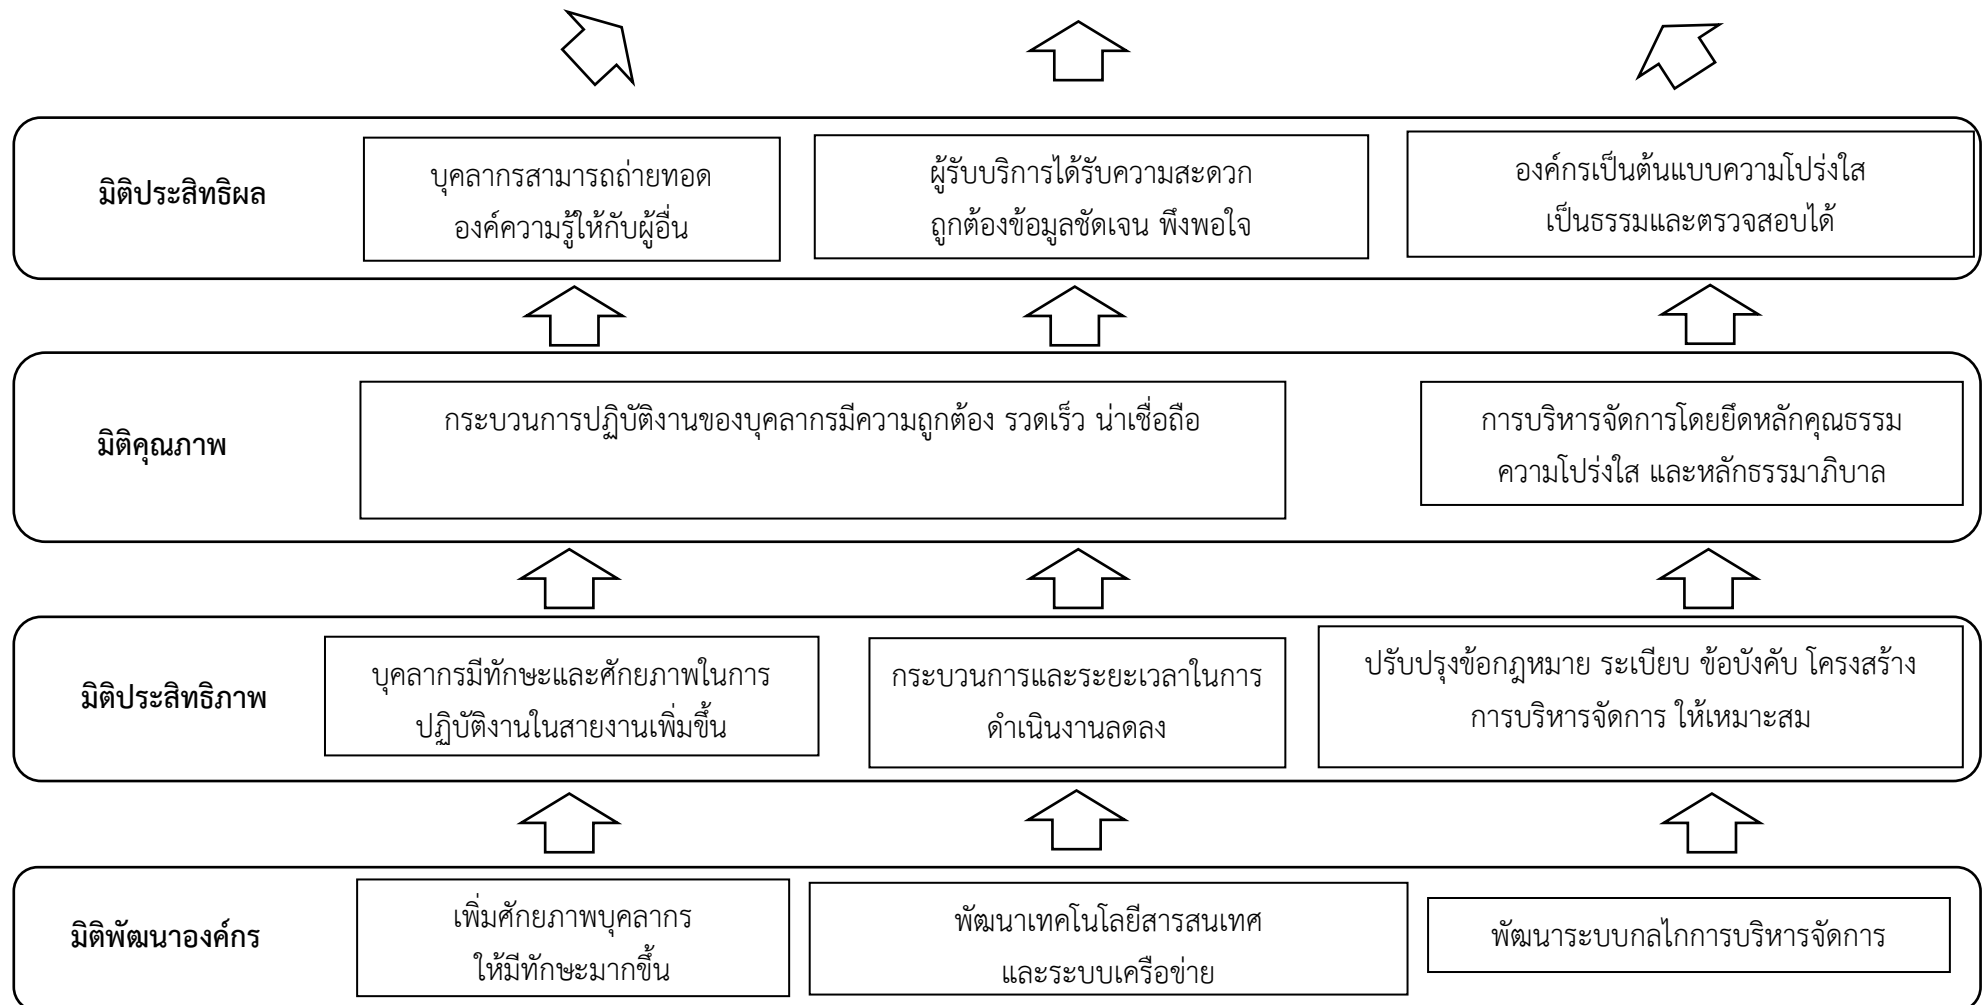 มิติประสิทธิผล
บุคลากรสามารถถ่ายทอด
องค์ความรู้ให้กับผู้อื่น
ผู้รับบริการได้รับความสะดวก
ถูกต้องข้อมูลชัดเจน พึงพอใจ
องค์กรเป็นต้นแบบความโปร่งใส
เป็นธรรมและตรวจสอบได้
มิติคุณภาพ
กระบวนการปฏิบัติงานของบุคลากรมีความถูกต้อง รวดเร็ว น่าเชื่อถือ
การบริหารจัดการโดยยึดหลักคุณธรรม
ความโปร่งใส และหลักธรรมาภิบาล
มิติประสิทธิภาพ
บุคลากรมีทักษะและศักยภาพในการ
ปฏิบัติงานในสายงานเพิ่มขึ้น
กระบวนการและระยะเวลาในการ
ดำเนินงานลดลง
ปรับปรุงข้อกฎหมาย ระเบียบ ข้อบังคับ โครงสร้าง
การบริหารจัดการ ให้เหมาะสม
มิติพัฒนาองค์กร
เพิ่มศักยภาพบุคลากร
ให้มีทักษะมากขึ้น
พัฒนาเทคโนโลยีสารสนเทศ
และระบบเครือข่าย
พัฒนาระบบกลไกการบริหารจัดการ